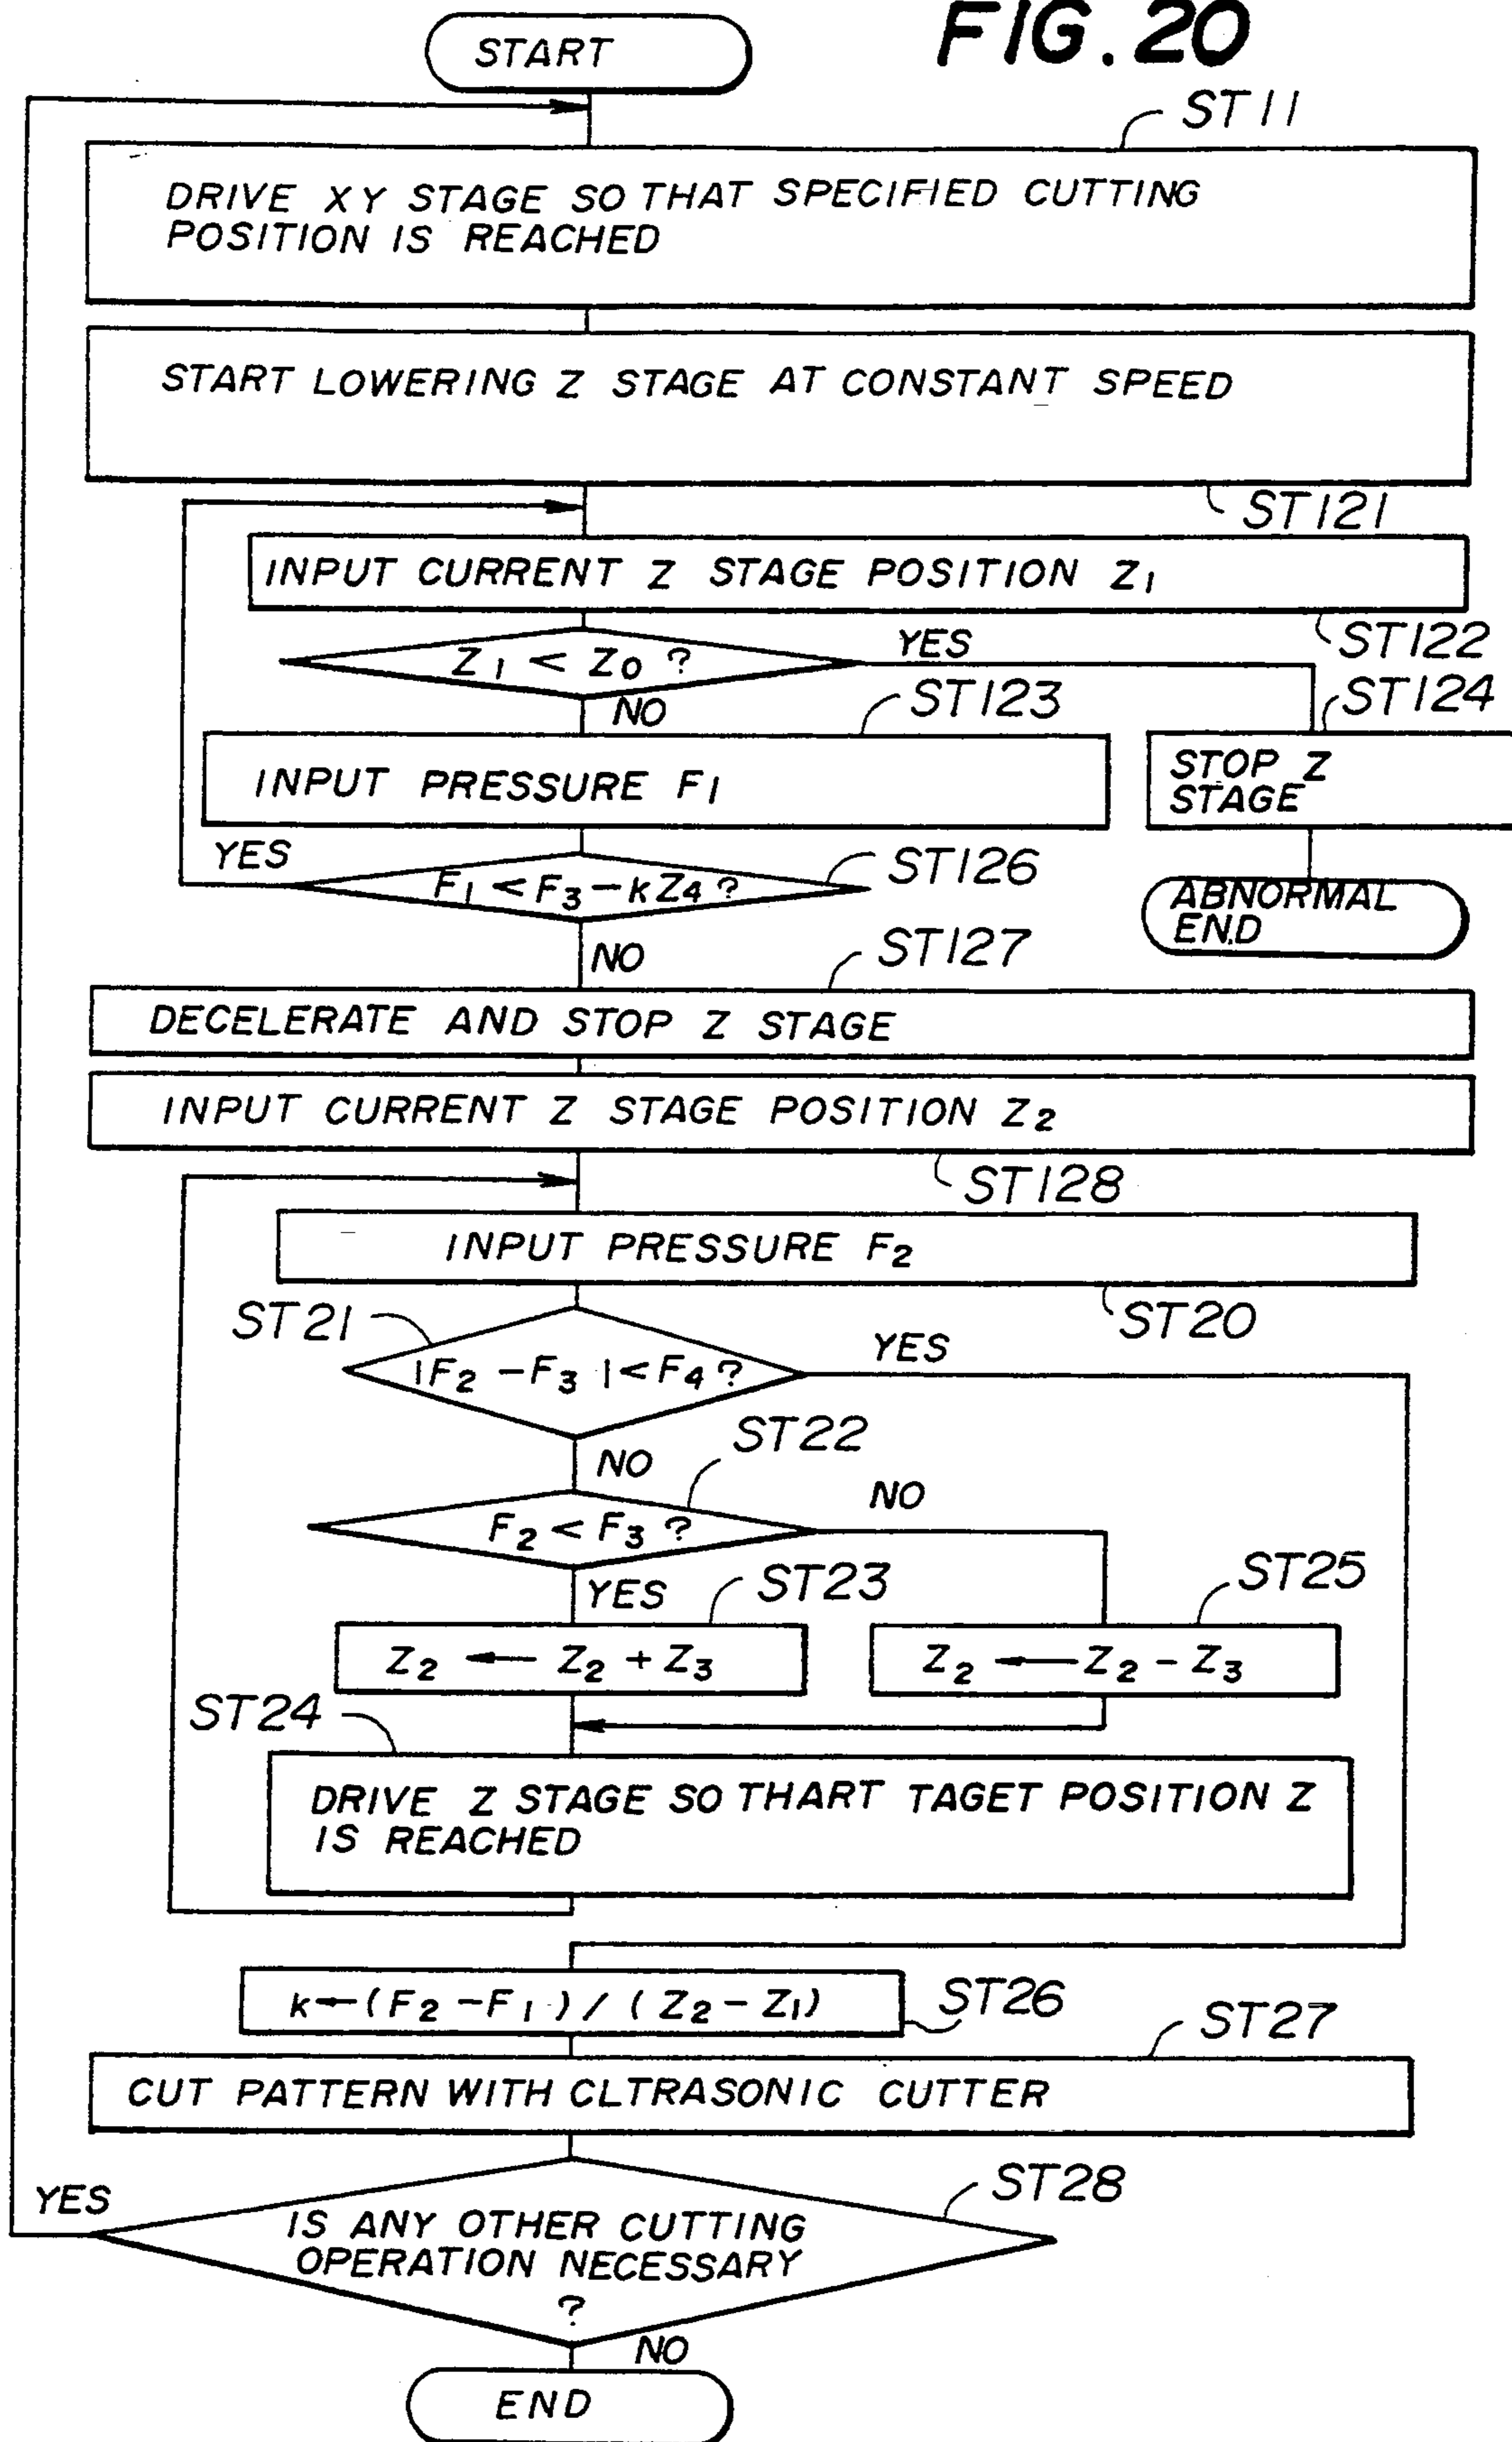 FIG. 20
START
ST11
DRIVE XY STAGE SO THAT SPECIFIED CUTTING
POSITION IS REACHED
START LOWERING Z STAGE AT CONSTANT SPEED
ST121
INPUT CURRENT Z STAGE POSITION Z1
ST122
Z1 < Z0 ?
YES
NO
ST123
ST124
INPUT PRESSURE F1
STOP Z
STAGE
YES
F1 < F3 - kZ4 ?
ST126
ABNORMAL
END
NO
ST127
DECELERATE AND STOP Z STAGE
INPUT CURRENT Z STAGE POSITION Z2
ST128
INPUT PRESSURE F2
ST20
ST21
|F2 - F3| < F4 ?
YES
NO
ST22
F2 < F3 ?
NO
YES
ST23
ST25
Z2 ← Z2 + Z3
Z2 ← Z2 - Z3
ST24
DRIVE Z STAGE SO THART TAGET POSITION Z
IS REACHED
k ← (F2 - F1) / (Z2 - Z1)
ST26
ST27
CUT PATTERN WITH CLTRASONIC CUTTER
ST28
YES
IS ANY OTHER CUTTING
OPERATION NECESSARY
?
NO
END